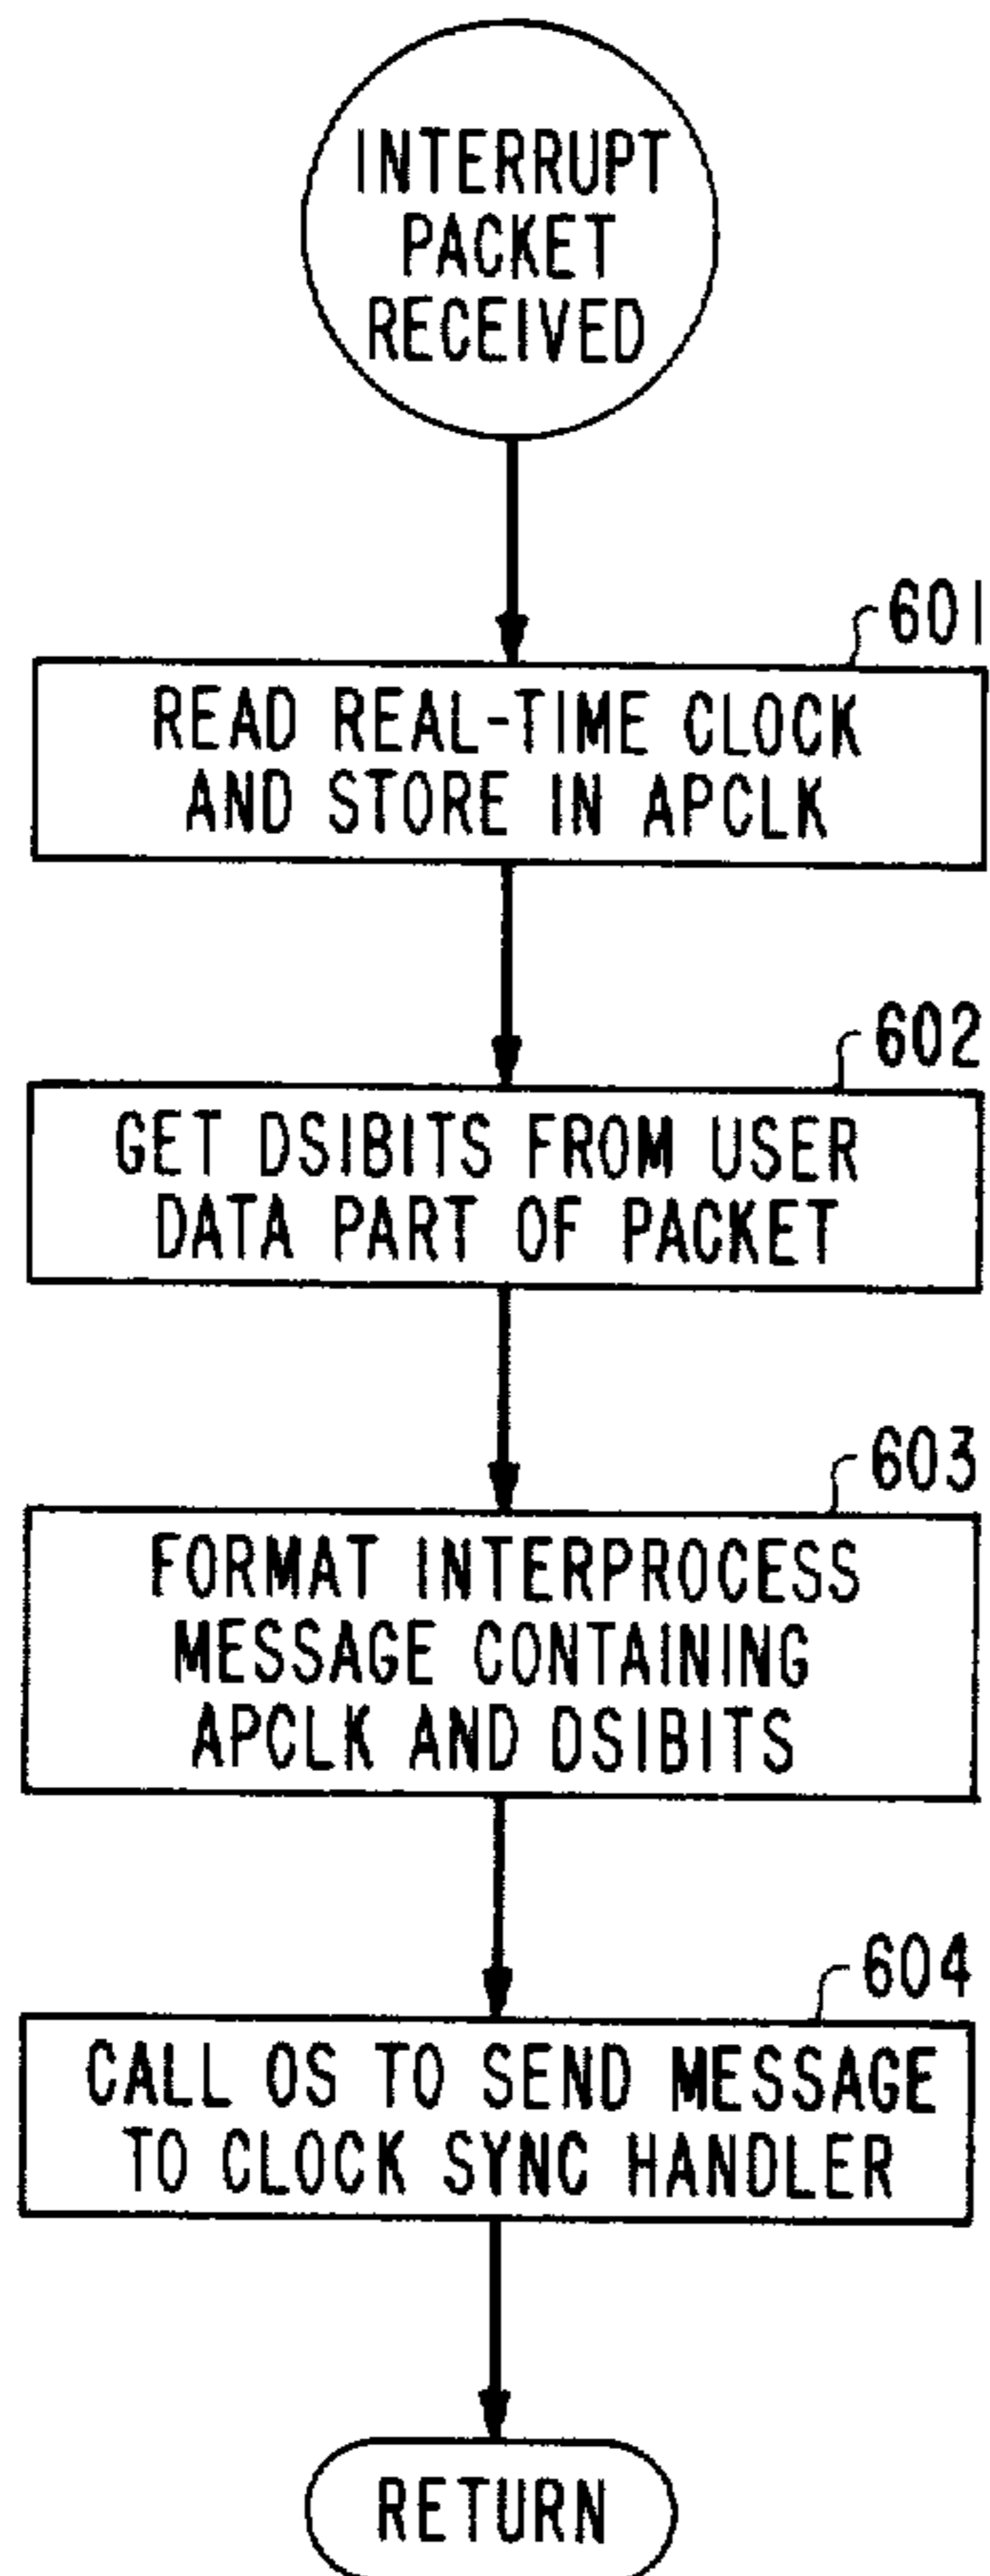 INTERRUPT
PACKET
RECEIVED
601
READ REAL-TIME CLOCK
AND STORE IN APCLK
602
GET DSIBITS FROM USER
DATA PART OF PACKET
603
FORMAT INTERPROCESS
MESSAGE CONTAINING
APCLK AND DSIBITS
604
CALL OS TO SEND MESSAGE
TO CLOCK SYNC HANDLER
RETURN